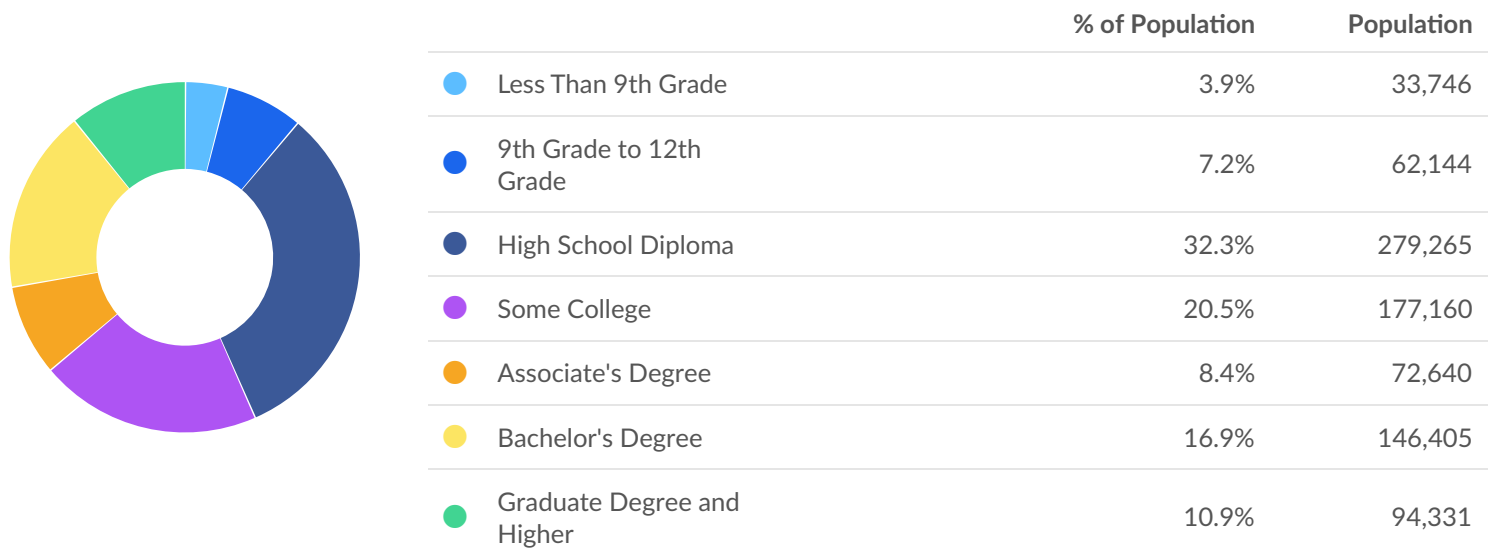 % of Population Population
Less Than 9th Grade 3.9% 33,746
9th Grade to 12th
Grade 7.2% 62,144
High School Diploma 32.3% 279,265
Some College 20.5% 177,160
Associate's Degree 8.4% 72,640
Bachelor's Degree 16.9% 146,405
Graduate Degree and
Higher 10.9% 94,331